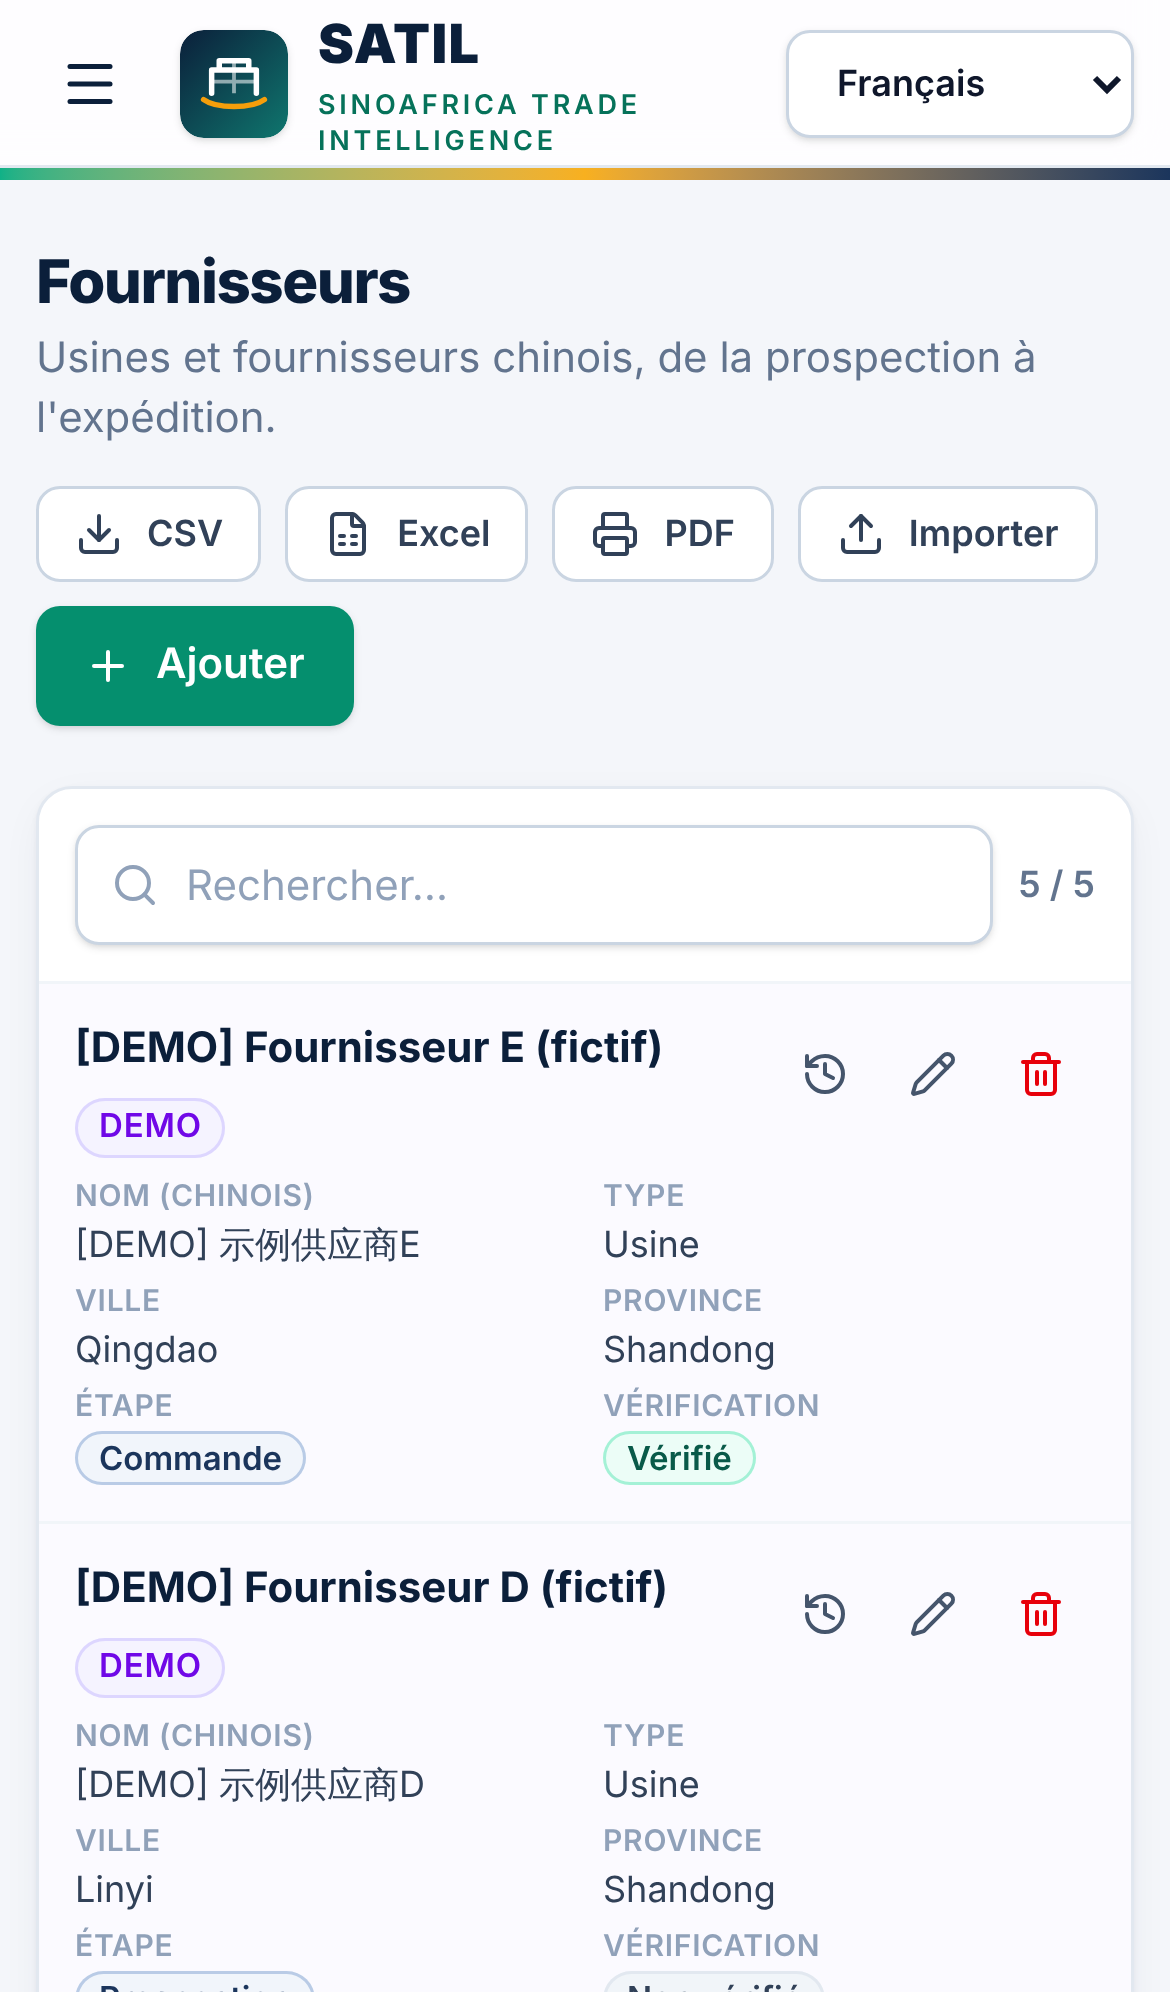 SATIL
SINOAFRICA TRADE
INTELLIGENCE
Français
Fournisseurs
Usines et fournisseurs chinois, de la prospection à
l'expédition.
CSV
Excel
PDF
Importer
Ajouter
Rechercher...
5 / 5
[DEMO] Fournisseur E (fictif)
DEMO
NOM (CHINOIS)
TYPE
[DEMO] 示例供应商E
Usine
VILLE
PROVINCE
Qingdao
Shandong
ÉTAPE
VÉRIFICATION
Commande
Vérifié
[DEMO] Fournisseur D (fictif)
DEMO
NOM (CHINOIS)
TYPE
[DEMO] 示例供应商D
Usine
VILLE
PROVINCE
Linyi
Shandong
ÉTAPE
VÉRIFICATION